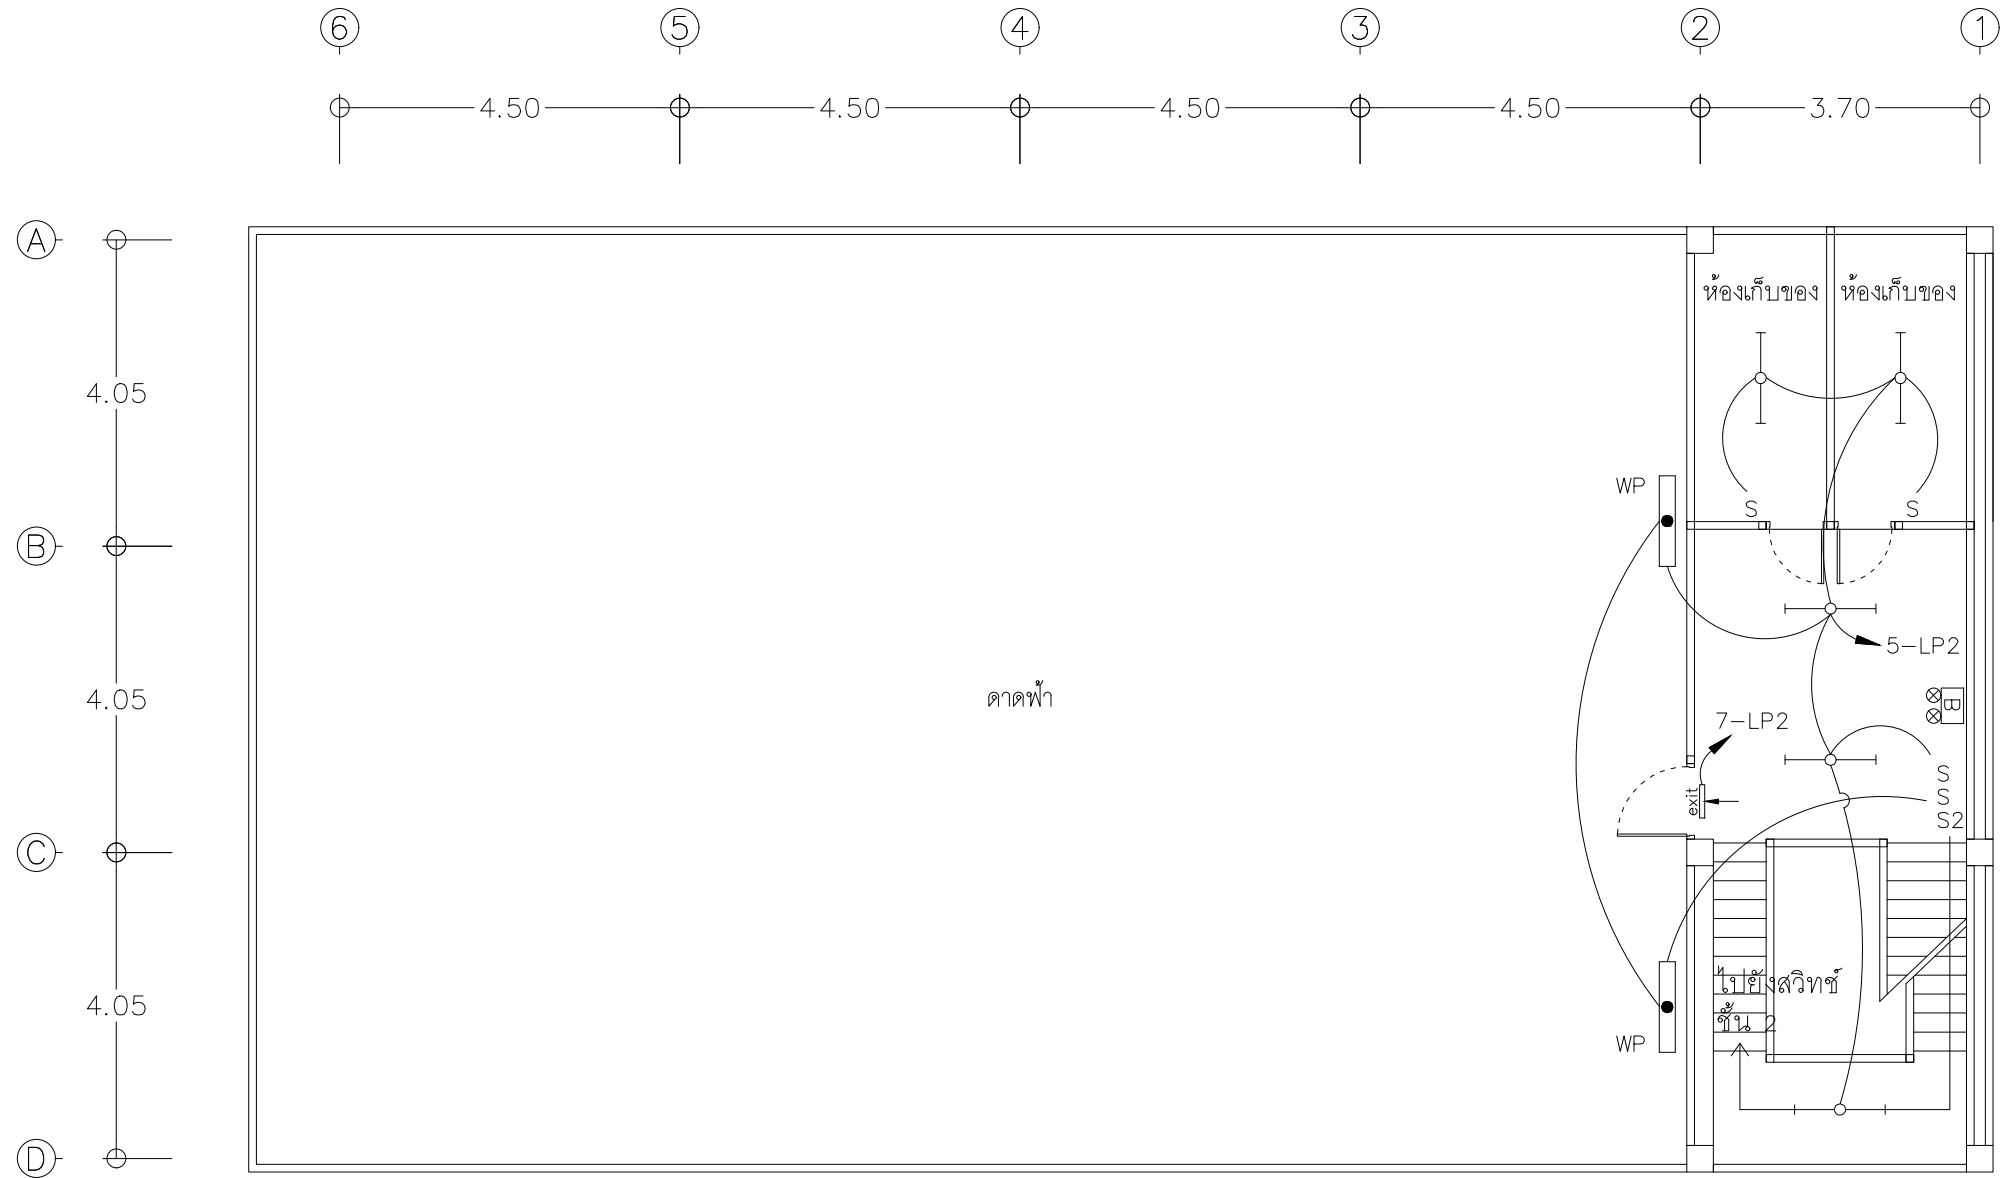 6 5 4 3 2 1
4.50 4.50 4.50 4.50 3.70
A
ห้องเก็บของ ห้องเก็บของ
4.05
WP
S S
B
5-LP2
4.05
ดาดฟ้า
B
7-LP2
S
exit
S
S2
C
ไปยังสวิทช์
4.05
ชั้น 2
WP
D